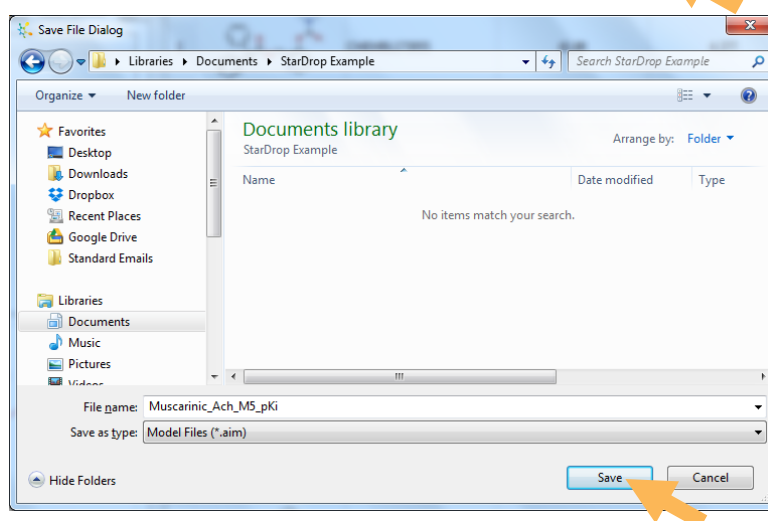 Save File Dialog
Libraries Documents StarDrop Example
Search StarDrop Example
Organize New folder
Favorites
Desktop
Downloads
Dropbox
Recent Places
Google Drive
Standard Emails
Libraries
Documents
Music
Pictures
Videos
Documents library
StarDrop Example
Arrange by: Folder
Name Date modified Type
No items match your search.
File name: Muscarinic_Ach_M5_pKi
Save as type: Model Files (*.aim)
Hide Folders Save Cancel